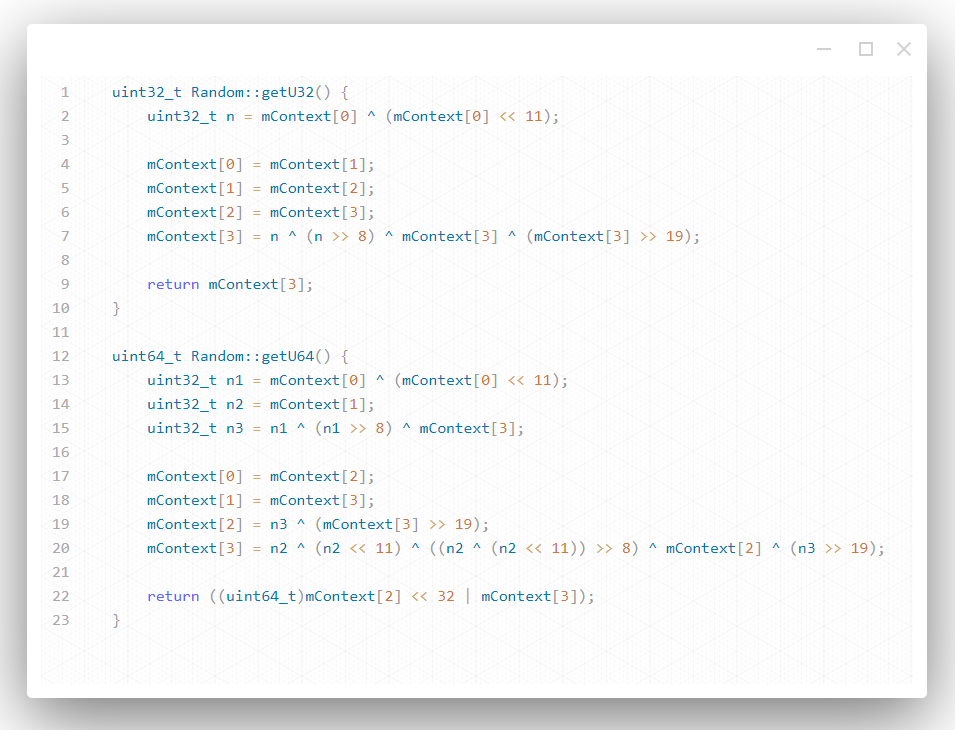 1 uint32_t Random::getU32() {
2     uint32_t n = mContext[0] ^ (mContext[0] << 11);
3
4     mContext[0] = mContext[1];
5     mContext[1] = mContext[2];
6     mContext[2] = mContext[3];
7     mContext[3] = n ^ (n >> 8) ^ mContext[3] ^ (mContext[3] >> 19);
8
9     return mContext[3];
10 }
11
12 uint64_t Random::getU64() {
13     uint32_t n1 = mContext[0] ^ (mContext[0] << 11);
14     uint32_t n2 = mContext[1];
15     uint32_t n3 = n1 ^ (n1 >> 8) ^ mContext[3];
16
17     mContext[0] = mContext[2];
18     mContext[1] = mContext[3];
19     mContext[2] = n3 ^ (mContext[3] >> 19);
20     mContext[3] = n2 ^ (n2 << 11) ^ ((n2 ^ (n2 << 11)) >> 8) ^ mContext[2] ^ (n3 >> 19);
21
22     return ((uint64_t)mContext[2] << 32 | mContext[3]);
23 }